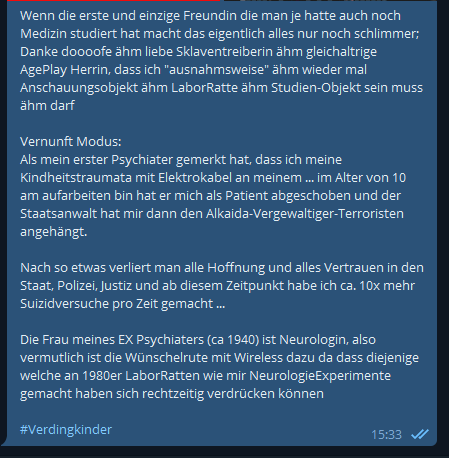 Wenn die erste und einzige Freundin die man je hatte auch noch
Medizin studiert hat macht das eigentlich alles nur noch schlimmer;
Danke doooofe ähm liebe Sklaventreiberin ähm gleichaltrige
AgePlay Herrin, dass ich "ausnahmsweise" ähm wieder mal
Anschauungsobjekt ähm LaborRatte ähm Studien-Objekt sein muss
ähm darf

Vernunft Modus:
Als mein erster Psychiater gemerkt hat, dass ich meine
Kindheitstraumata mit Elektrokabel an meinem ... im Alter von 10
am aufarbeiten bin hat er mich als Patient abgeschoben und der
Staatsanwalt hat mir dann den Alkaida-Vergewaltiger-Terroristen
angehängt.

Nach so etwas verliert man alle Hoffnung und alles Vertrauen in den
Staat, Polizei, Justiz und ab diesem Zeitpunkt habe ich ca. 10x mehr
Suizidversuche pro Zeit gemacht ...

Die Frau meines EX Psychiaters (ca 1940) ist Neurologin, also
vermutlich ist die Wünschelrute mit Wireless dazu da dass diejenige
welche an 1980er LaborRatten wie mir NeurologieExperimente
gemacht haben sich rechtzeitig verdrücken können

#Verdingkinder
15:33